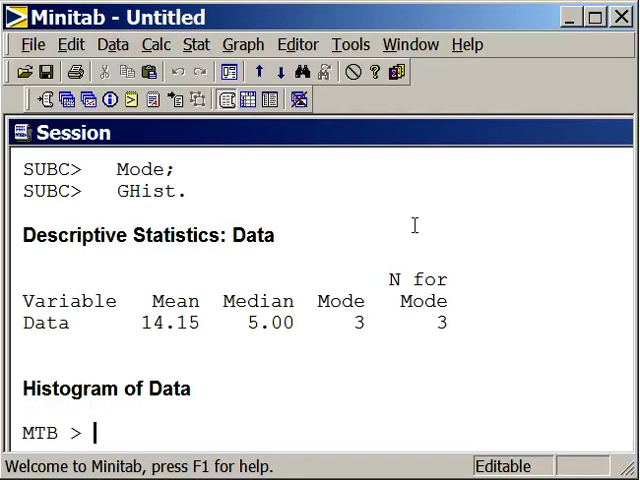 Minitab - Untitled
File Edit Data Calc Stat Graph Editor Tools Window Help
Session
SUBC> Mode;
SUBC> GHist.
Descriptive Statistics: Data
N for
Variable Mean Median Mode Mode
Data 14.15 5.00 3 3
Histogram of Data
MTB >
Welcome to Minitab, press F1 for help. Editable